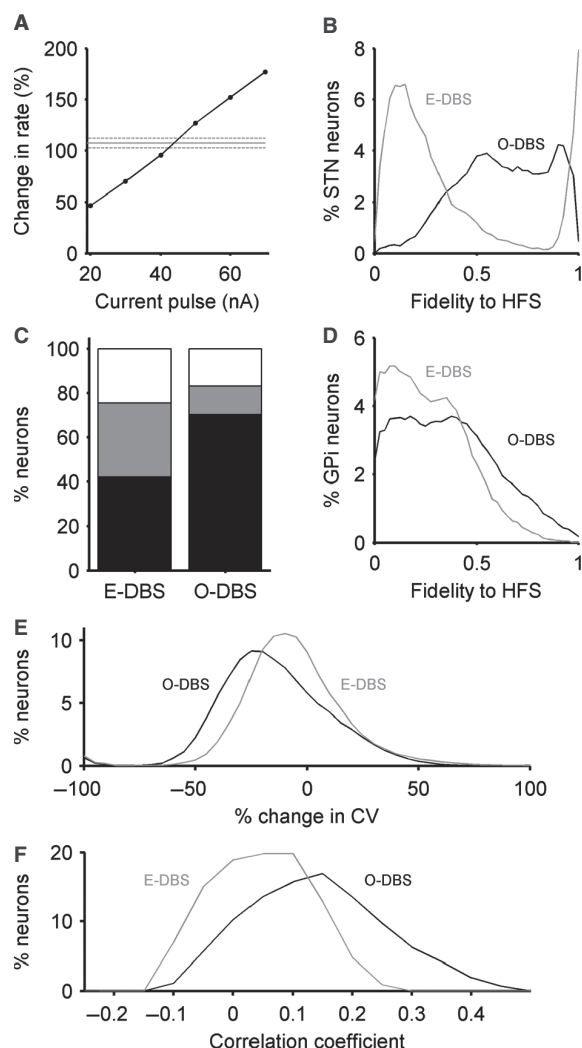 A
200
150
100
50
0
Change in rate (%)
20 40 60
Current pulse (nA)
B
8
6
4
2
0
% STN neurons
E-DBS
O-DBS
0 0.5 1
Fidelity to HFS
C
100
80
60
40
20
0
% neurons
E-DBS O-DBS
D
6
4
2
0
% GPi neurons
E-DBS
O-DBS
0 0.5 1
Fidelity to HFS
E
10
5
0
% neurons
O-DBS
E-DBS
–100 –50 0 50 100
% change in CV
F
20
10
0
% neurons
E-DBS
O-DBS
–0.2 –0.1 0 0.1 0.2 0.3 0.4
Correlation coefficient